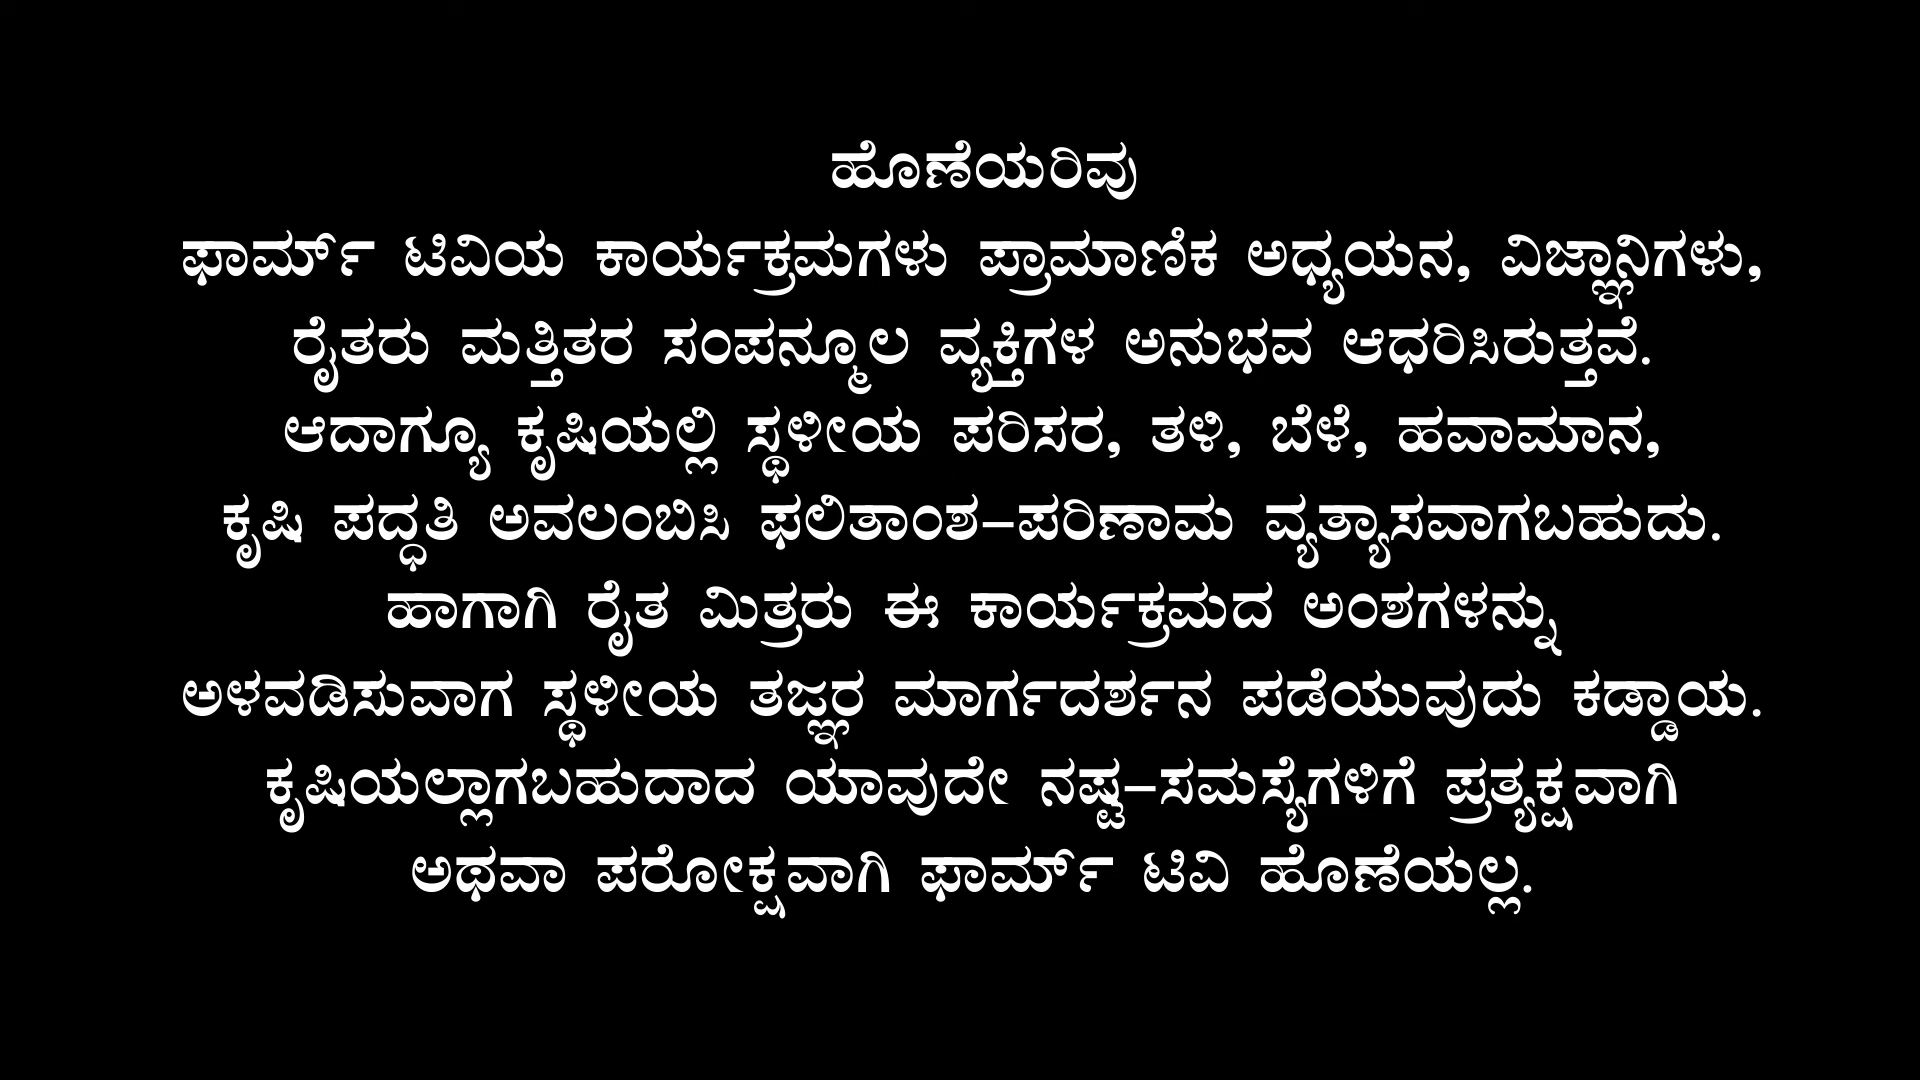 ಹೊಣೆಯರಿವು
ಫಾರ್ಮ್ ಟಿವಿಯ ಕಾರ್ಯಕ್ರಮಗಳು ಪ್ರಾಮಾಣಿಕ ಅಧ್ಯಯನ, ವಿಜ್ಞಾನಿಗಳು,
ರೈತರು ಮತ್ತಿತರ ಸಂಪನ್ಮೂಲ ವ್ಯಕ್ತಿಗಳ ಅನುಭವ ಆಧರಿಸಿರುತ್ತವೆ.
ಆದಾಗ್ಯೂ ಕೃಷಿಯಲ್ಲಿ ಸ್ಥಳೀಯ ಪರಿಸರ, ತಳಿ, ಬೆಳೆ, ಹವಾಮಾನ,
ಕೃಷಿ ಪದ್ಧತಿ ಅವಲಂಬಿಸಿ ಫಲಿತಾಂಶ-ಪರಿಣಾಮ ವ್ಯತ್ಯಾಸವಾಗಬಹುದು.
ಹಾಗಾಗಿ ರೈತ ಮಿತ್ರರು ಈ ಕಾರ್ಯಕ್ರಮದ ಅಂಶಗಳನ್ನು
ಅಳವಡಿಸುವಾಗ ಸ್ಥಳೀಯ ತಜ್ಞರ ಮಾರ್ಗದರ್ಶನ ಪಡೆಯುವುದು ಕಡ್ಡಾಯ.
ಕೃಷಿಯಲ್ಲಾಗಬಹುದಾದ ಯಾವುದೇ ನಷ್ಟ-ಸಮಸ್ಯೆಗಳಿಗೆ ಪ್ರತ್ಯಕ್ಷವಾಗಿ
ಅಥವಾ ಪರೋಕ್ಷವಾಗಿ ಫಾರ್ಮ್ ಟಿವಿ ಹೊಣೆಯಲ್ಲ.